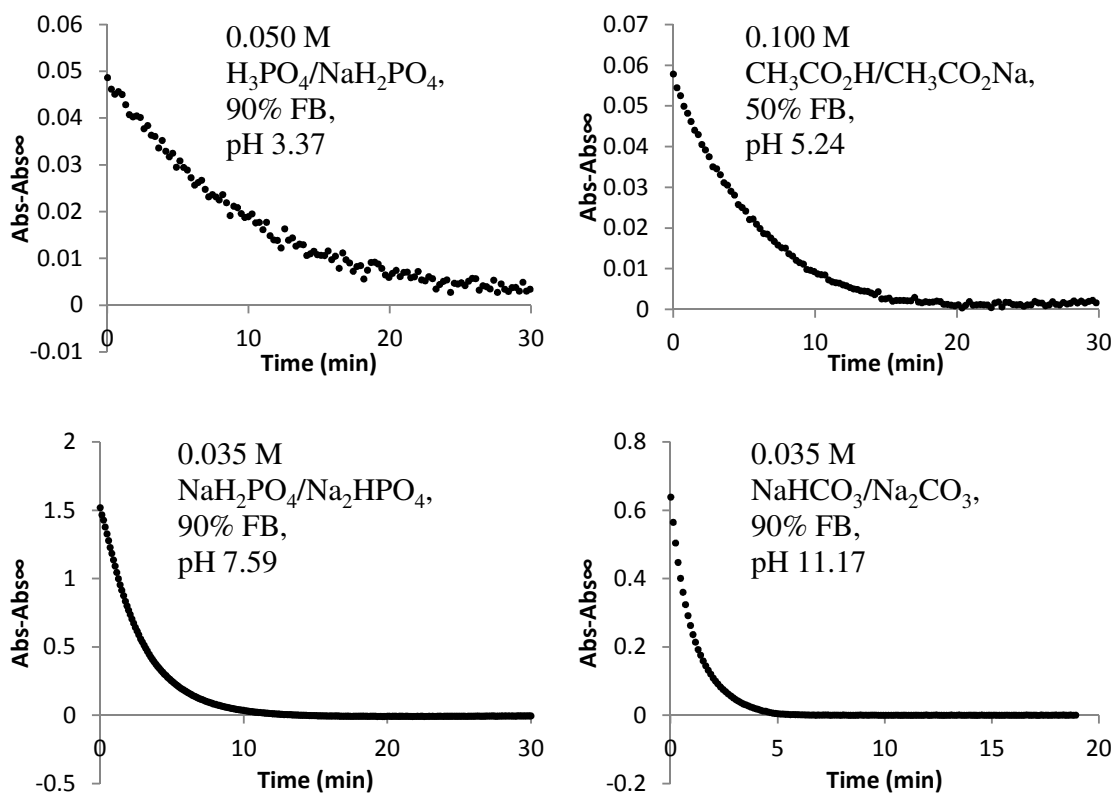 0.06
0.05
0.04
0.03
0.02
0.01
0
-0.01
0 10 20 30
Abs-Abs∞
Time (min)
0.050 M
H₃PO₄/NaH₂PO₄,
90% FB,
pH 3.37
0.07
0.06
0.05
0.04
0.03
0.02
0.01
0
-0.01
0 10 20 30
Abs-Abs∞
Time (min)
0.100 M
CH₃CO₂H/CH₃CO₂Na,
50% FB,
pH 5.24
2
1.5
1
0.5
0
-0.5
0 10 20 30
Abs-Abs∞
Time (min)
0.035 M
NaH₂PO₄/Na₂HPO₄,
90% FB,
pH 7.59
0.8
0.6
0.4
0.2
0
-0.2
0 5 10 15 20
Abs-Abs∞
Time (min)
0.035 M
NaHCO₃/Na₂CO₃,
90% FB,
pH 11.17